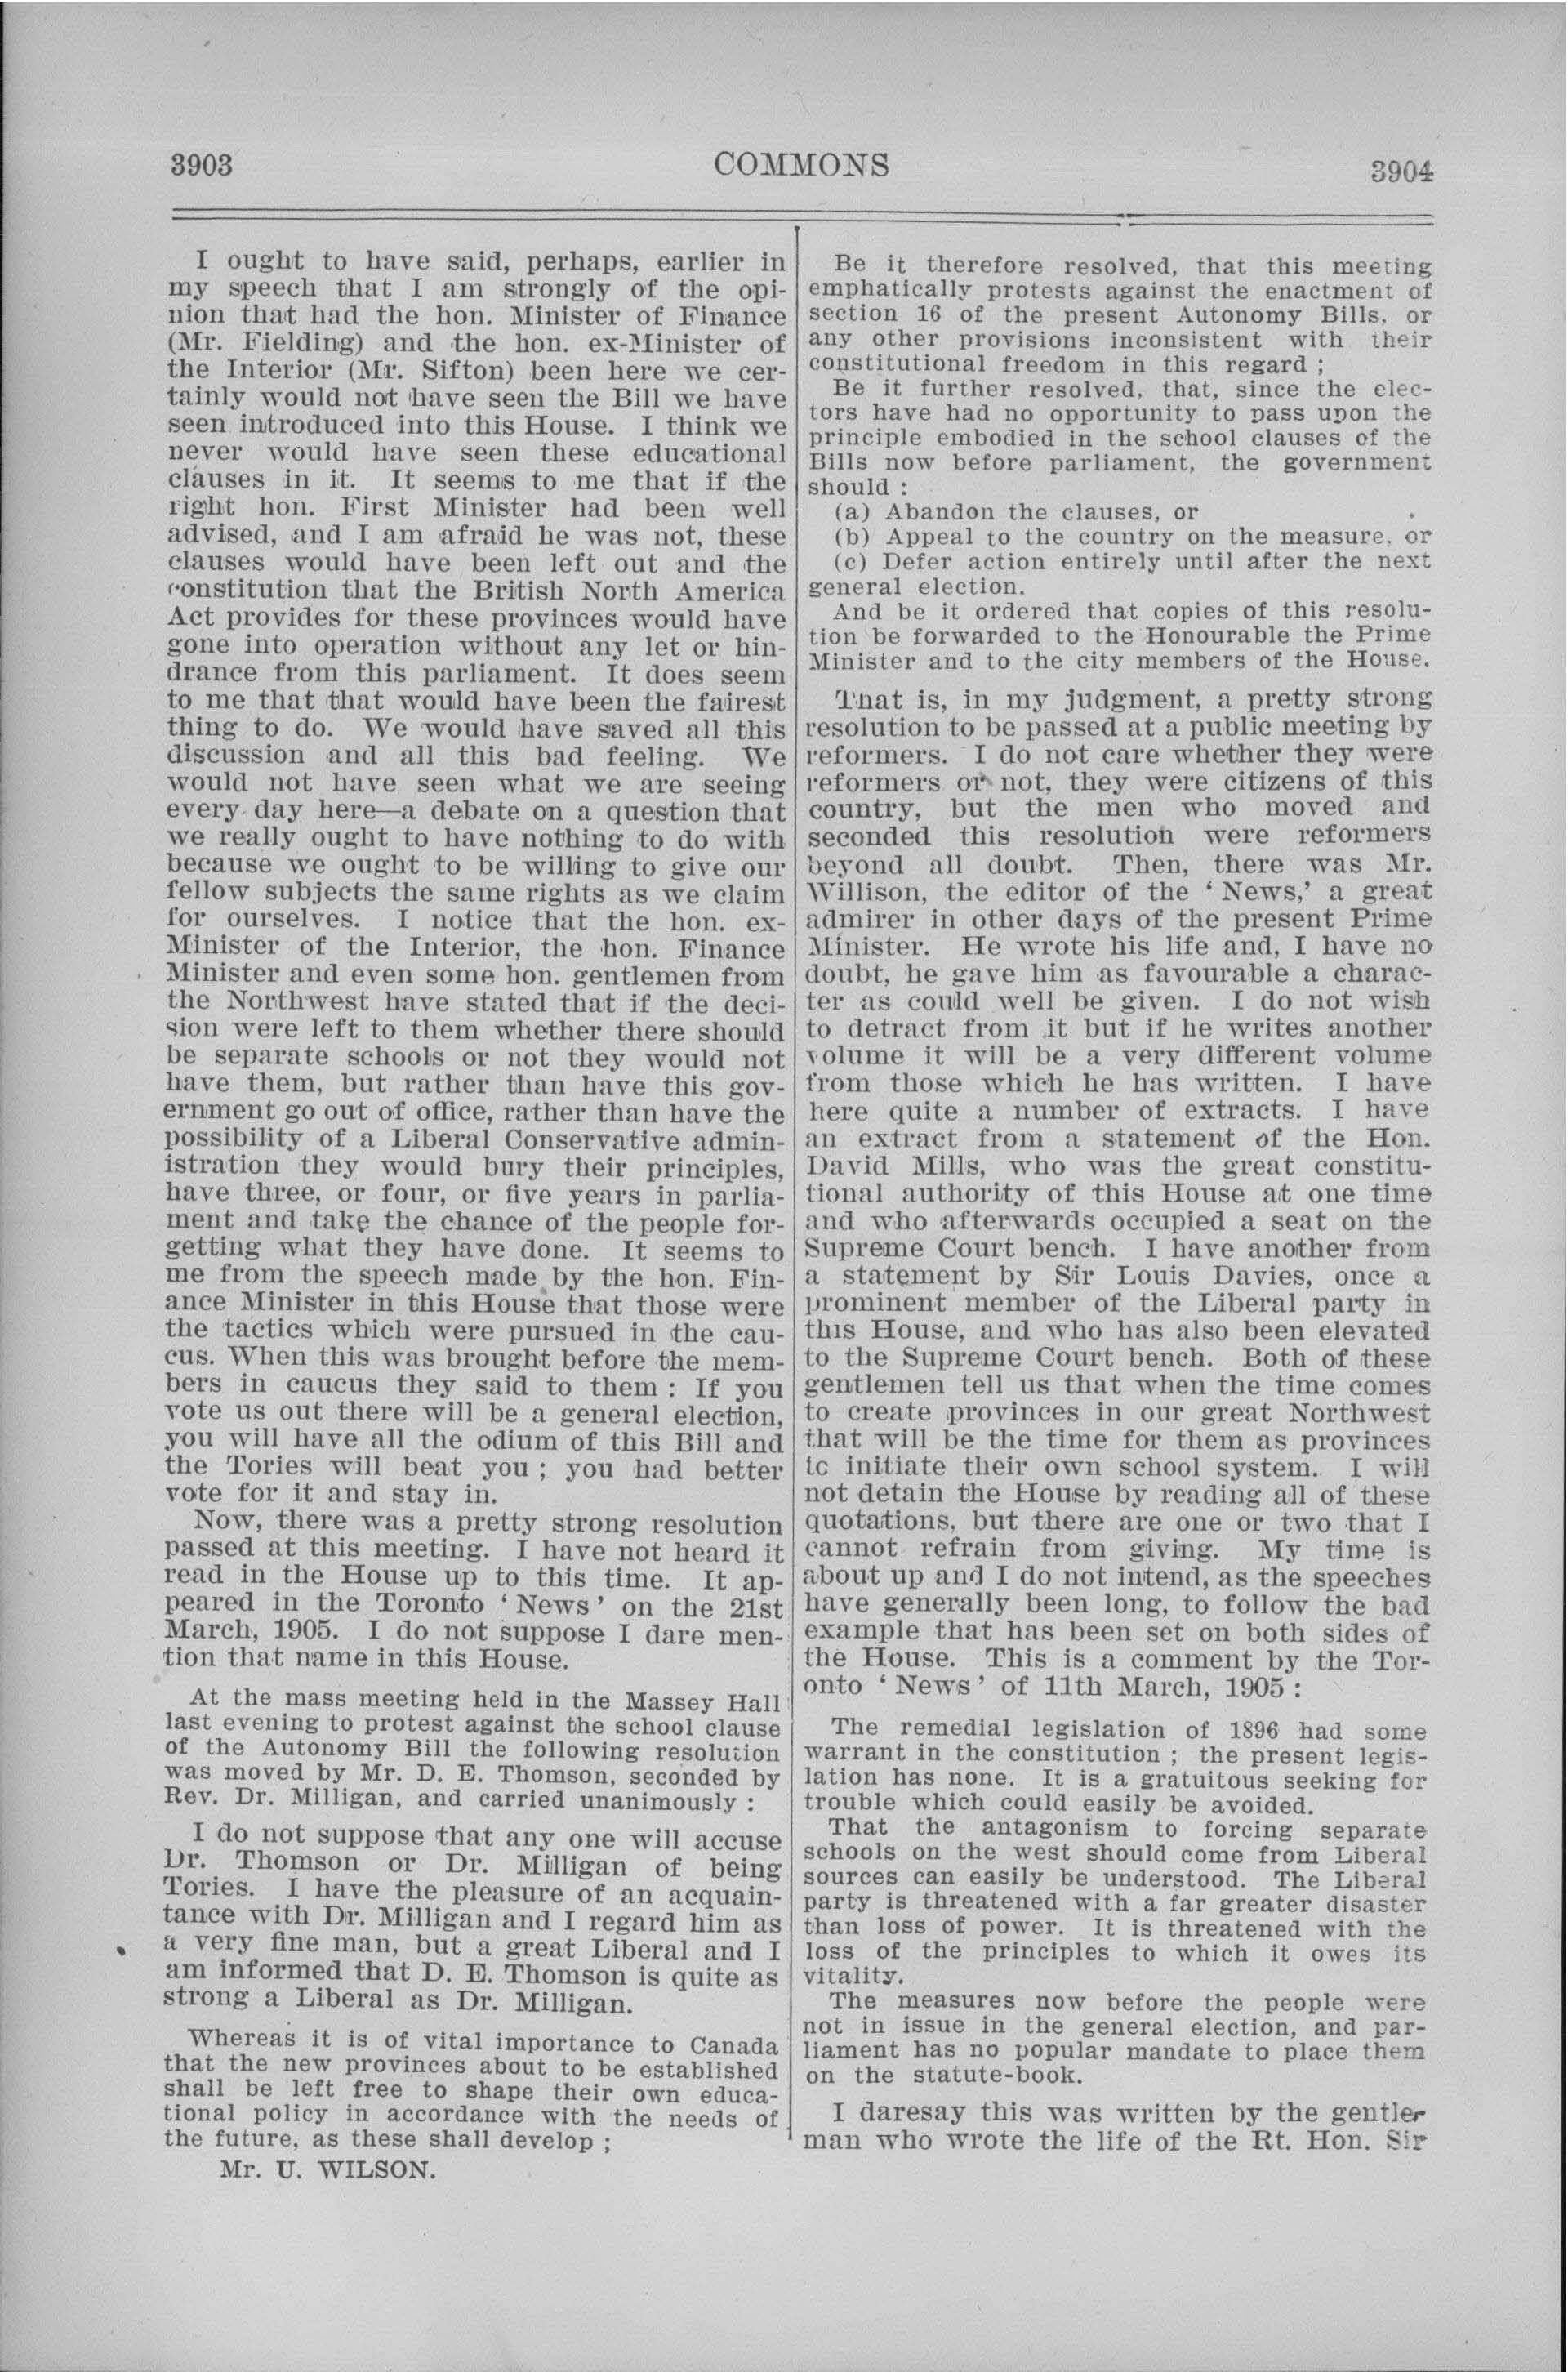 3903
COMMONS
3904
I ought to have said, perhaps, earlier in
my speech that I am strongly of the opi-
nion that had the hon. Minister of Finance
(Mr. Fielding) and the hon. ex-Minister of
the Interior (Mr. Sifton) been here we cer-
tainly would not have seen the Bill we have
seen introduced into this House. I think we
never would have seen these educational
clauses in it. It seems to me that if the
right hon. First Minister had been well
advised, and I am afraid he was not, these
clauses would have been left out and the
constitution that the British North America
Act provides for these provinces would have
gone into operation without any let or hin-
drance from this parliament. It does seem
to me that that would have been the fairest
thing to do. We would have saved all this
discussion and all this bad feeling. We
would not have seen what we are seeing
every day here—a debate on a question that
we really ought to have nothing to do with
because we ought to be willing to give our
fellow subjects the same rights as we claim
for ourselves. I notice that the hon. ex-
Minister of the Interior, the hon. Finance
Minister and even some hon. gentlemen from
the Northwest have stated that if the deci-
sion were left to them whether there should
be separate schools or not they would not
have them, but rather than have this gov-
ernment go out of office, rather than have the
possibility of a Liberal Conservative admin-
istration they would bury their principles,
have three, or four, or five years in parlia-
ment and take the chance of the people for-
getting what they have done. It seems to
me from the speech made by the hon. Fin-
ance Minister in this House that those were
the tactics which were pursued in the cau-
cus. When this was brought before the mem-
bers in caucus they said to them : If you
vote us out there will be a general election,
you will have all the odium of this Bill and
the Tories will beat you ; you had better
vote for it and stay in.
Now, there was a pretty strong resolution
passed at this meeting. I have not heard it
read in the House up to this time. It ap-
peared in the Toronto ‘ News ’ on the 21st
March, 1905. I do not suppose I dare men-
tion that name in this House.
At the mass meeting held in the Massey Hall
last evening to protest against the school clause
of the Autonomy Bill the following resolution
was moved by Mr. D. E. Thomson, seconded by
Rev. Dr. Milligan, and carried unanimously :
I do not suppose that any one will accuse
Dr. Thomson or Dr. Milligan of being
Tories. I have the pleasure of an acquain-
tance with Dr. Milligan and I regard him as
a very fine man, but a great Liberal and I
am informed that D. E. Thomson is quite as
strong a Liberal as Dr. Milligan.
Whereas it is of vital importance to Canada
that the new provinces about to be established
shall be left free to shape their own educa-
tional policy in accordance with the needs of
the future, as these shall develop ;
Mr. U. WILSON.
Be it therefore resolved, that this meeting
emphatically protests against the enactment of
section 16 of the present Autonomy Bills, or
any other provisions inconsistent with their
constitutional freedom in this regard ;
Be it further resolved, that, since the elec-
tors have had no opportunity to pass upon the
principle embodied in the school clauses of the
Bills now before parliament, the government
should :
(a) Abandon the clauses, or
(b) Appeal to the country on the measure, or
(c) Defer action entirely until after the next
general election.
And be it ordered that copies of this resolu-
tion be forwarded to the Honourable the Prime
Minister and to the city members of the House.
That is, in my judgment, a pretty strong
resolution to be passed at a public meeting by
reformers. I do not care whether they were
reformers or not, they were citizens of this
country, but the men who moved and
seconded this resolution were reformers
beyond all doubt. Then, there was Mr.
Willison, the editor of the ‘ News,’ a great
admirer in other days of the present Prime
Minister. He wrote his life and, I have no
doubt, he gave him as favourable a charac-
ter as could well be given. I do not wish
to detract from it but if he writes another
volume it will be a very different volume
from those which he has written. I have
here quite a number of extracts. I have
an extract from a statement of the Hon.
David Mills, who was the great constitu-
tional authority of this House at one time
and who afterwards occupied a seat on the
Supreme Court bench. I have another from
a statement by Sir Louis Davies, once a
prominent member of the Liberal party in
this House, and who has also been elevated
to the Supreme Court bench. Both of these
gentlemen tell us that when the time comes
to create provinces in our great Northwest
that will be the time for them as provinces
to initiate their own school system. I will
not detain the House by reading all of these
quotations, but there are one or two that I
cannot refrain from giving. My time is
about up and I do not intend, as the speeches
have generally been long, to follow the bad
example that has been set on both sides of
the House. This is a comment by the Tor-
onto ‘ News ’ of 11th March, 1905 :
The remedial legislation of 1896 had some
warrant in the constitution ; the present legis-
lation has none. It is a gratuitous seeking for
trouble which could easily be avoided.
That the antagonism to forcing separate
schools on the west should come from Liberal
sources can easily be understood. The Liberal
party is threatened with a far greater disaster
than loss of power. It is threatened with the
loss of the principles to which it owes its
vitality.
The measures now before the people were
not in issue in the general election, and par-
liament has no popular mandate to place them
on the statute-book.
I daresay this was written by the gentle-
man who wrote the life of the Rt. Hon. Sir